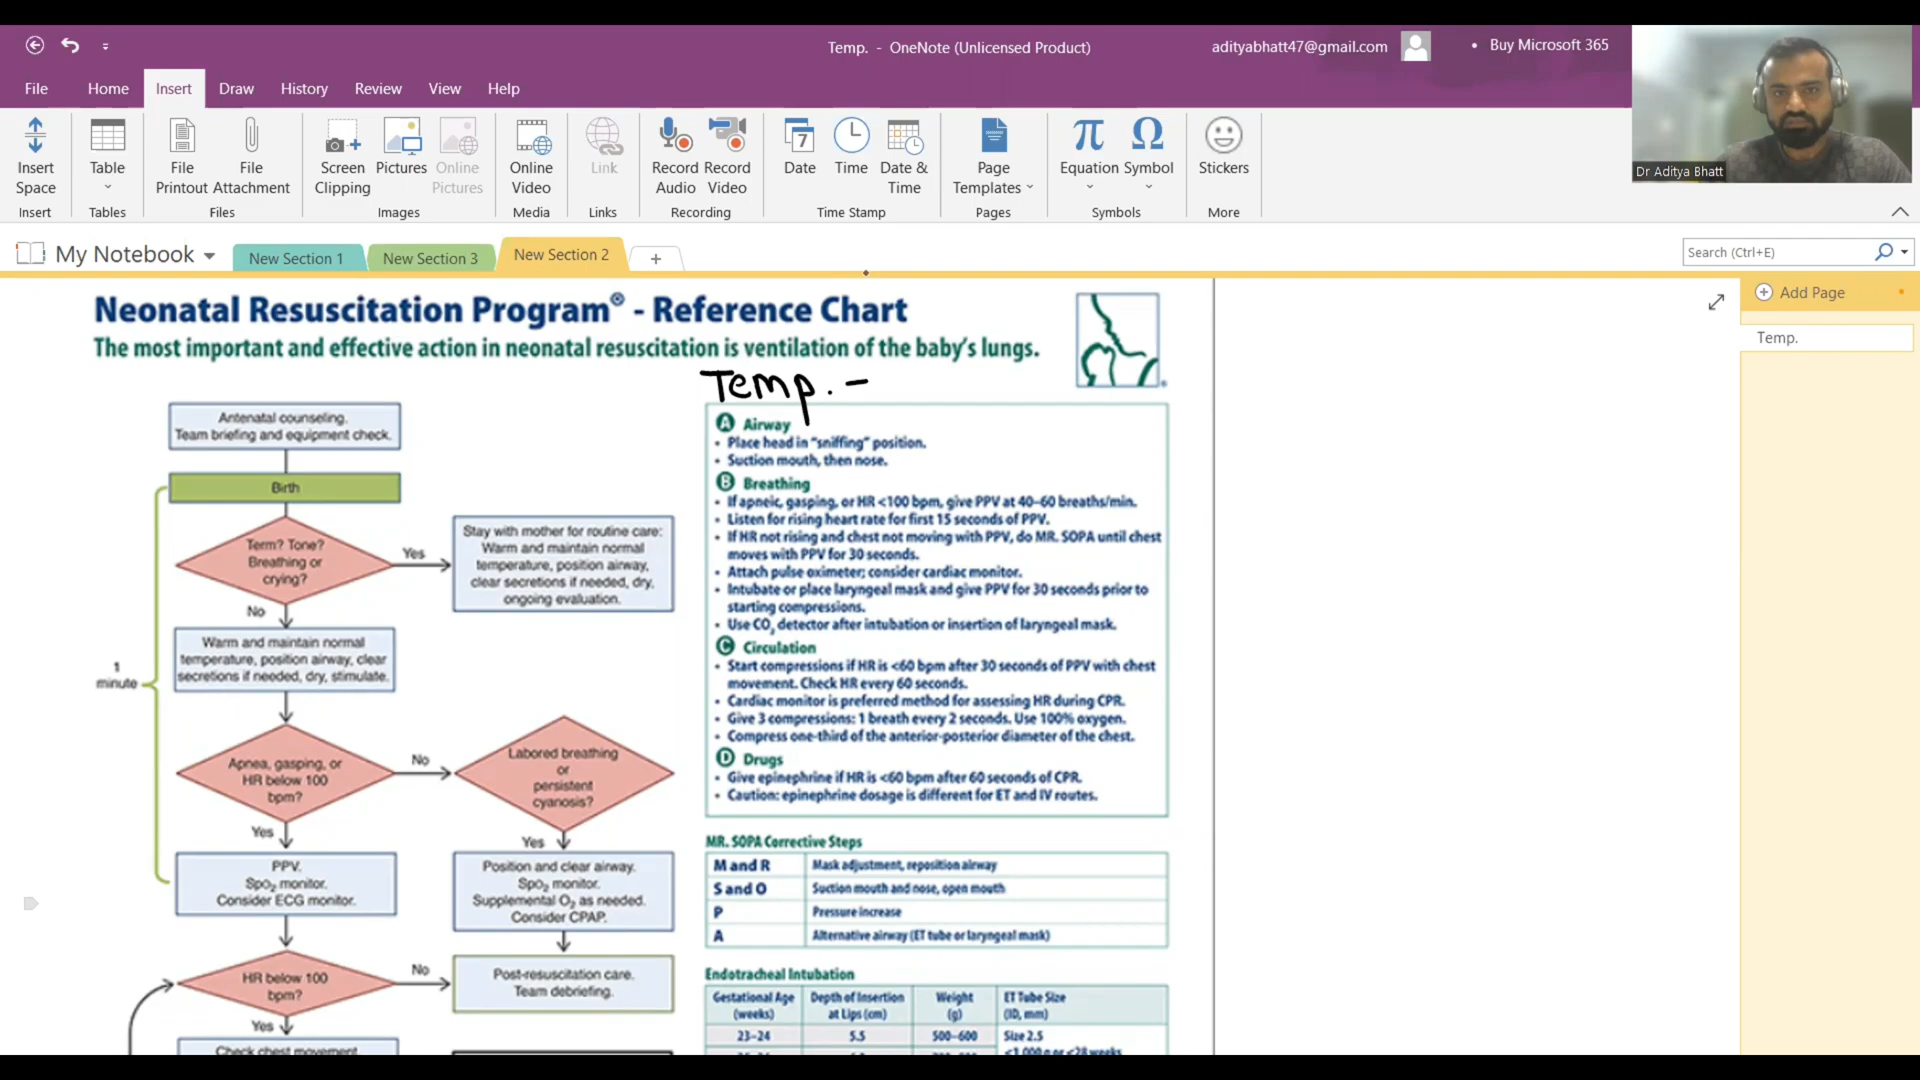 Temp. - OneNote (Unlicensed Product)
adityabhatt47@gmail.com
Buy Microsoft 365
File Home Insert Draw History Review View Help
Insert Space
Table
File Printout
File Attachment
Screen Clipping
Pictures
Online Pictures
Online Video
Link
Record Audio
Record Video
7
Date
Time
Date & Time
Page Templates
π
Equation
Ω
Symbol
Stickers
Insert
Tables
Files
Images
Media
Links
Recording
Time Stamp
Pages
Symbols
More
Dr Aditya Bhatt
My Notebook
New Section 1
New Section 3
New Section 2
+
Search (Ctrl+E)
Add Page
Temp.
Neonatal Resuscitation Program® - Reference Chart
The most important and effective action in neonatal resuscitation is ventilation of the baby's lungs.
Temp. -
Antenatal counseling.
Team briefing and equipment check.
Birth
Term? Tone?
Breathing or
crying?
Yes
Stay with mother for routine care:
Warm and maintain normal
temperature, position airway,
clear secretions if needed, dry,
ongoing evaluation.
No
Warm and maintain normal
temperature, position airway, clear
secretions if needed, dry, stimulate.
1
minute
Apnea, gasping, or
HR below 100
bpm?
No
Labored breathing
or
persistent
cyanosis?
Yes
Yes
PPV.
Spo2 monitor.
Consider ECG monitor.
Position and clear airway.
Spo2 monitor.
Supplemental O2 as needed.
Consider CPAP.
HR below 100
bpm?
No
Post-resuscitation care.
Team debriefing.
Yes
Check chest movement.
A Airway
• Place head in "sniffing" position.
• Suction mouth, then nose.
B Breathing
• If apneic, gasping, or HR <100 bpm, give PPV at 40–60 breaths/min.
• Listen for rising heart rate for first 15 seconds of PPV.
• If HR not rising and chest not moving with PPV, do MR. SOPA until chest
moves with PPV for 30 seconds.
• Attach pulse oximeter; consider cardiac monitor.
• Intubate or place laryngeal mask and give PPV for 30 seconds prior to
starting compressions.
• Use CO2 detector after intubation or insertion of laryngeal mask.
C Circulation
• Start compressions if HR is <60 bpm after 30 seconds of PPV with chest
movement. Check HR every 60 seconds.
• Cardiac monitor is preferred method for assessing HR during CPR.
• Give 3 compressions: 1 breath every 2 seconds. Use 100% oxygen.
• Compress one-third of the anterior-posterior diameter of the chest.
D Drugs
• Give epinephrine if HR is <60 bpm after 60 seconds of CPR.
• Caution: epinephrine dosage is different for ET and IV routes.
MR. SOPA Corrective Steps
M and R Mask adjustment, reposition airway
S and O Suction mouth and nose, open mouth
P Pressure increase
A Alternative airway (ET tube or laryngeal mask)
Endotracheal Intubation
Gestational Age (weeks)
Depth of Insertion at Lips (cm)
Weight (g)
ET Tube Size (ID, mm)
23–24 5.5 500–600 Size 2.5
<1,000 g or <28 weeks